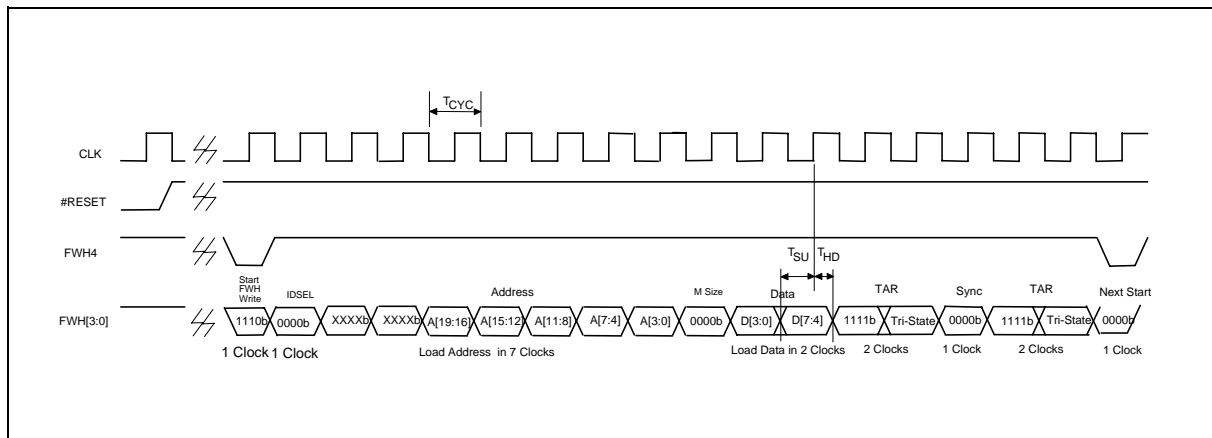 TCYC
CLK
#RESET
FWH4
TSU THD
Start
FWH
Write
IDSEL
Address
M Size
Data
TAR
Sync
TAR
Next Start
FWH[3:0]
1110b 0000b XXXXb XXXXb A[19:16] A[15:12] A[11:8] A[7:4] A[3:0] 0000b D[3:0] D[7:4] 1111b Tri-State 0000b 1111b Tri-State 0000b
1 Clock 1 Clock Load Address in 7 Clocks Load Data in 2 Clocks 2 Clocks 1 Clock 2 Clocks 1 Clock